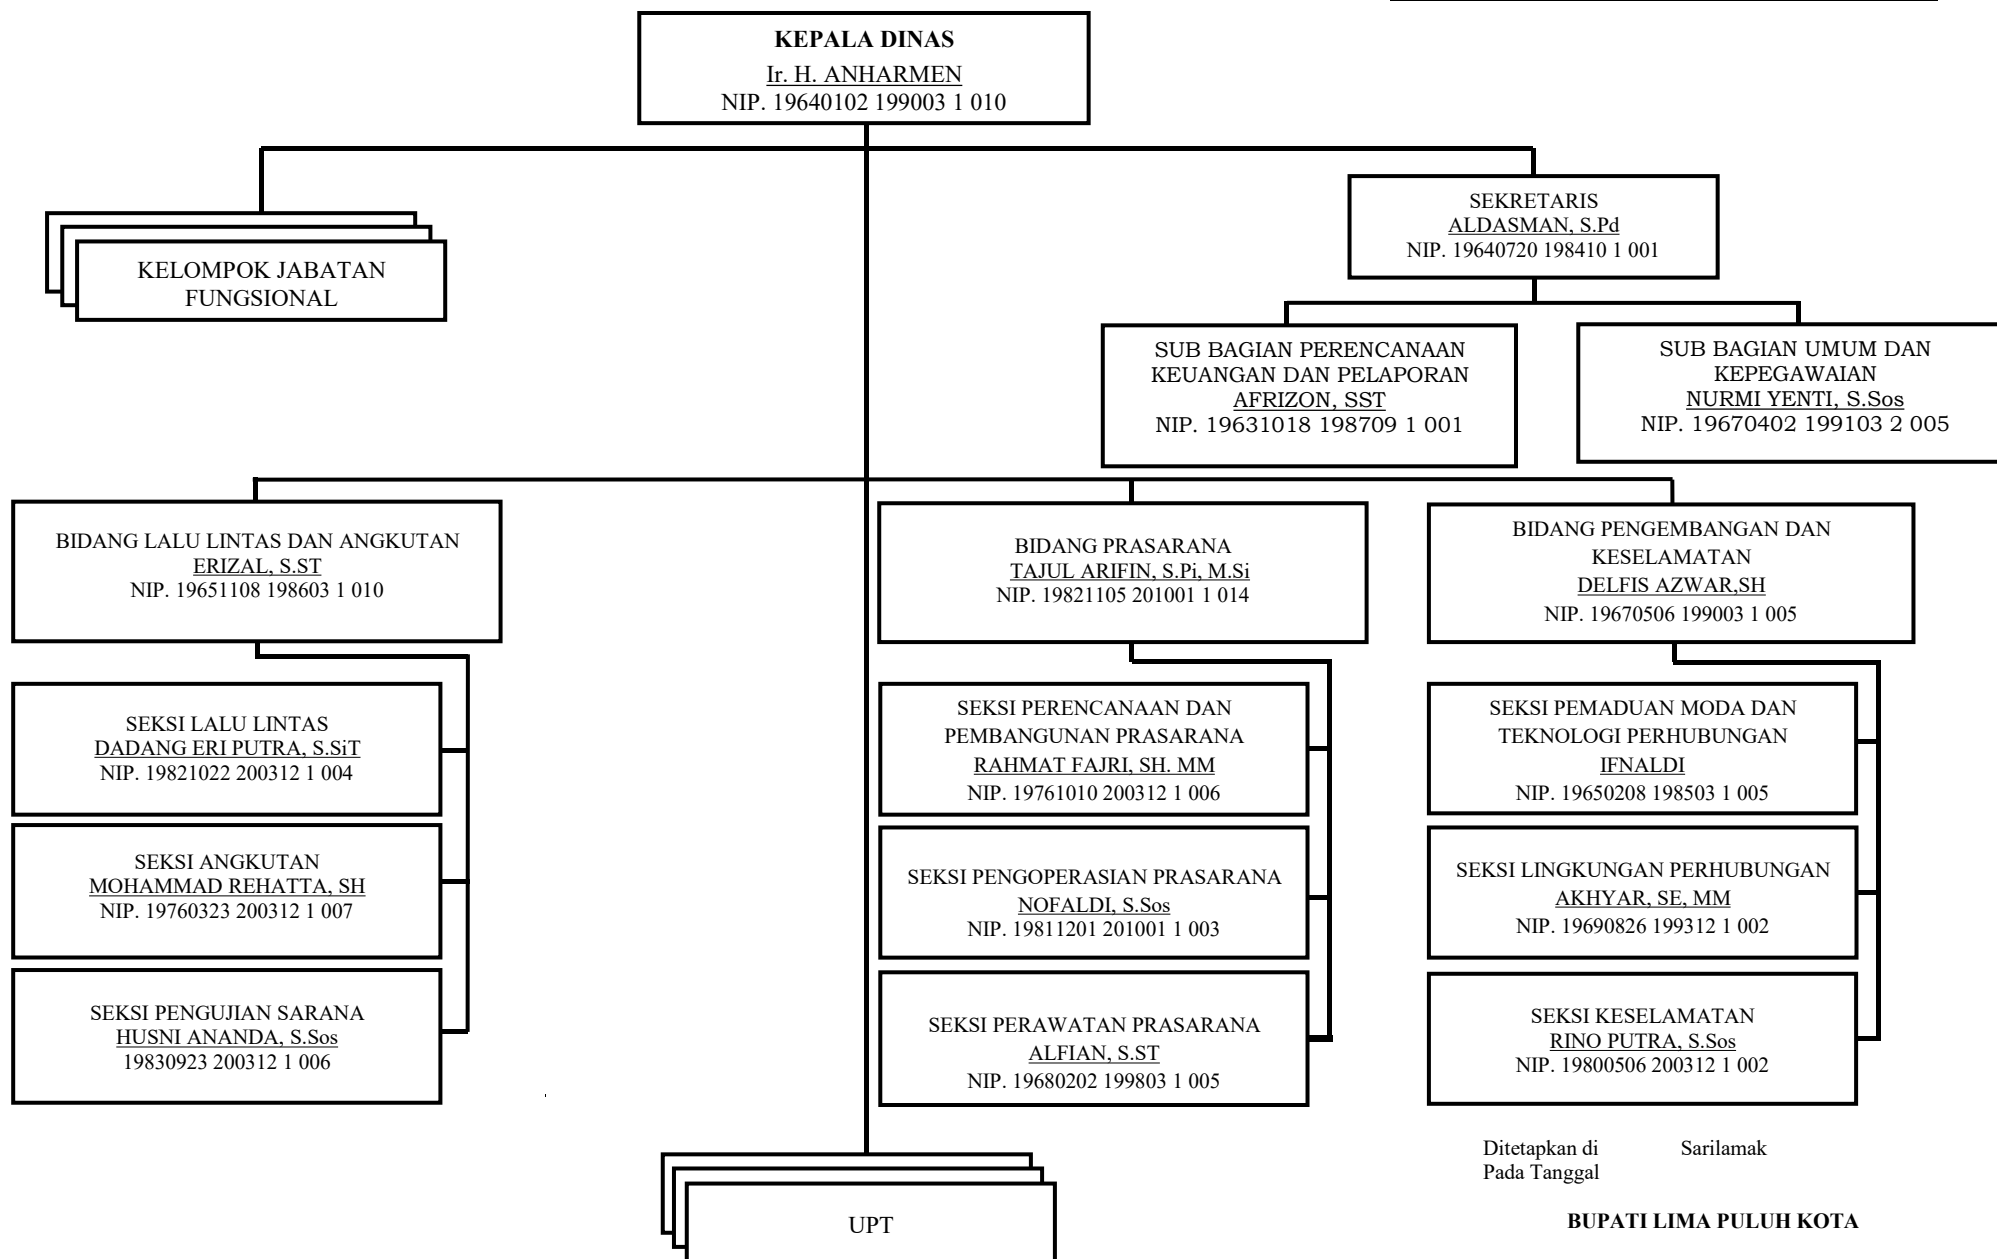 KEPALA DINAS
Ir. H. ANHARMEN
NIP. 19640102 199003 1 010
SEKRETARIS
ALDASMAN, S.Pd
NIP. 19640720 198410 1 001
KELOMPOK JABATAN
FUNGSIONAL
SUB BAGIAN PERENCANAAN
KEUANGAN DAN PELAPORAN
AFRIZON, SST
NIP. 19631018 198709 1 001
SUB BAGIAN UMUM DAN
KEPEGAWAIAN
NURMI YENTI, S.Sos
NIP. 19670402 199103 2 005
BIDANG LALU LINTAS DAN ANGKUTAN
ERIZAL, S.ST
NIP. 19651108 198603 1 010
BIDANG PRASARANA
TAJUL ARIFIN, S.Pi, M.Si
NIP. 19821105 201001 1 014
BIDANG PENGEMBANGAN DAN
KESELAMATAN
DELFIS AZWAR,SH
NIP. 19670506 199003 1 005
SEKSI LALU LINTAS
DADANG ERI PUTRA, S.SiT
NIP. 19821022 200312 1 004
SEKSI PERENCANAAN DAN
PEMBANGUNAN PRASARANA
RAHMAT FAJRI, SH. MM
NIP. 19761010 200312 1 006
SEKSI PEMADUAN MODA DAN
TEKNOLOGI PERHUBUNGAN
IFNALDI
NIP. 19650208 198503 1 005
SEKSI ANGKUTAN
MOHAMMAD REHATTA, SH
NIP. 19760323 200312 1 007
SEKSI PENGOPERASIAN PRASARANA
NOFALDI, S.Sos
NIP. 19811201 201001 1 003
SEKSI LINGKUNGAN PERHUBUNGAN
AKHYAR, SE, MM
NIP. 19690826 199312 1 002
SEKSI PENGUJIAN SARANA
HUSNI ANANDA, S.Sos
19830923 200312 1 006
SEKSI PERAWATAN PRASARANA
ALFIAN, S.ST
NIP. 19680202 199803 1 005
SEKSI KESELAMATAN
RINO PUTRA, S.Sos
NIP. 19800506 200312 1 002
UPT
Ditetapkan di Sarilamak
Pada Tanggal
BUPATI LIMA PULUH KOTA